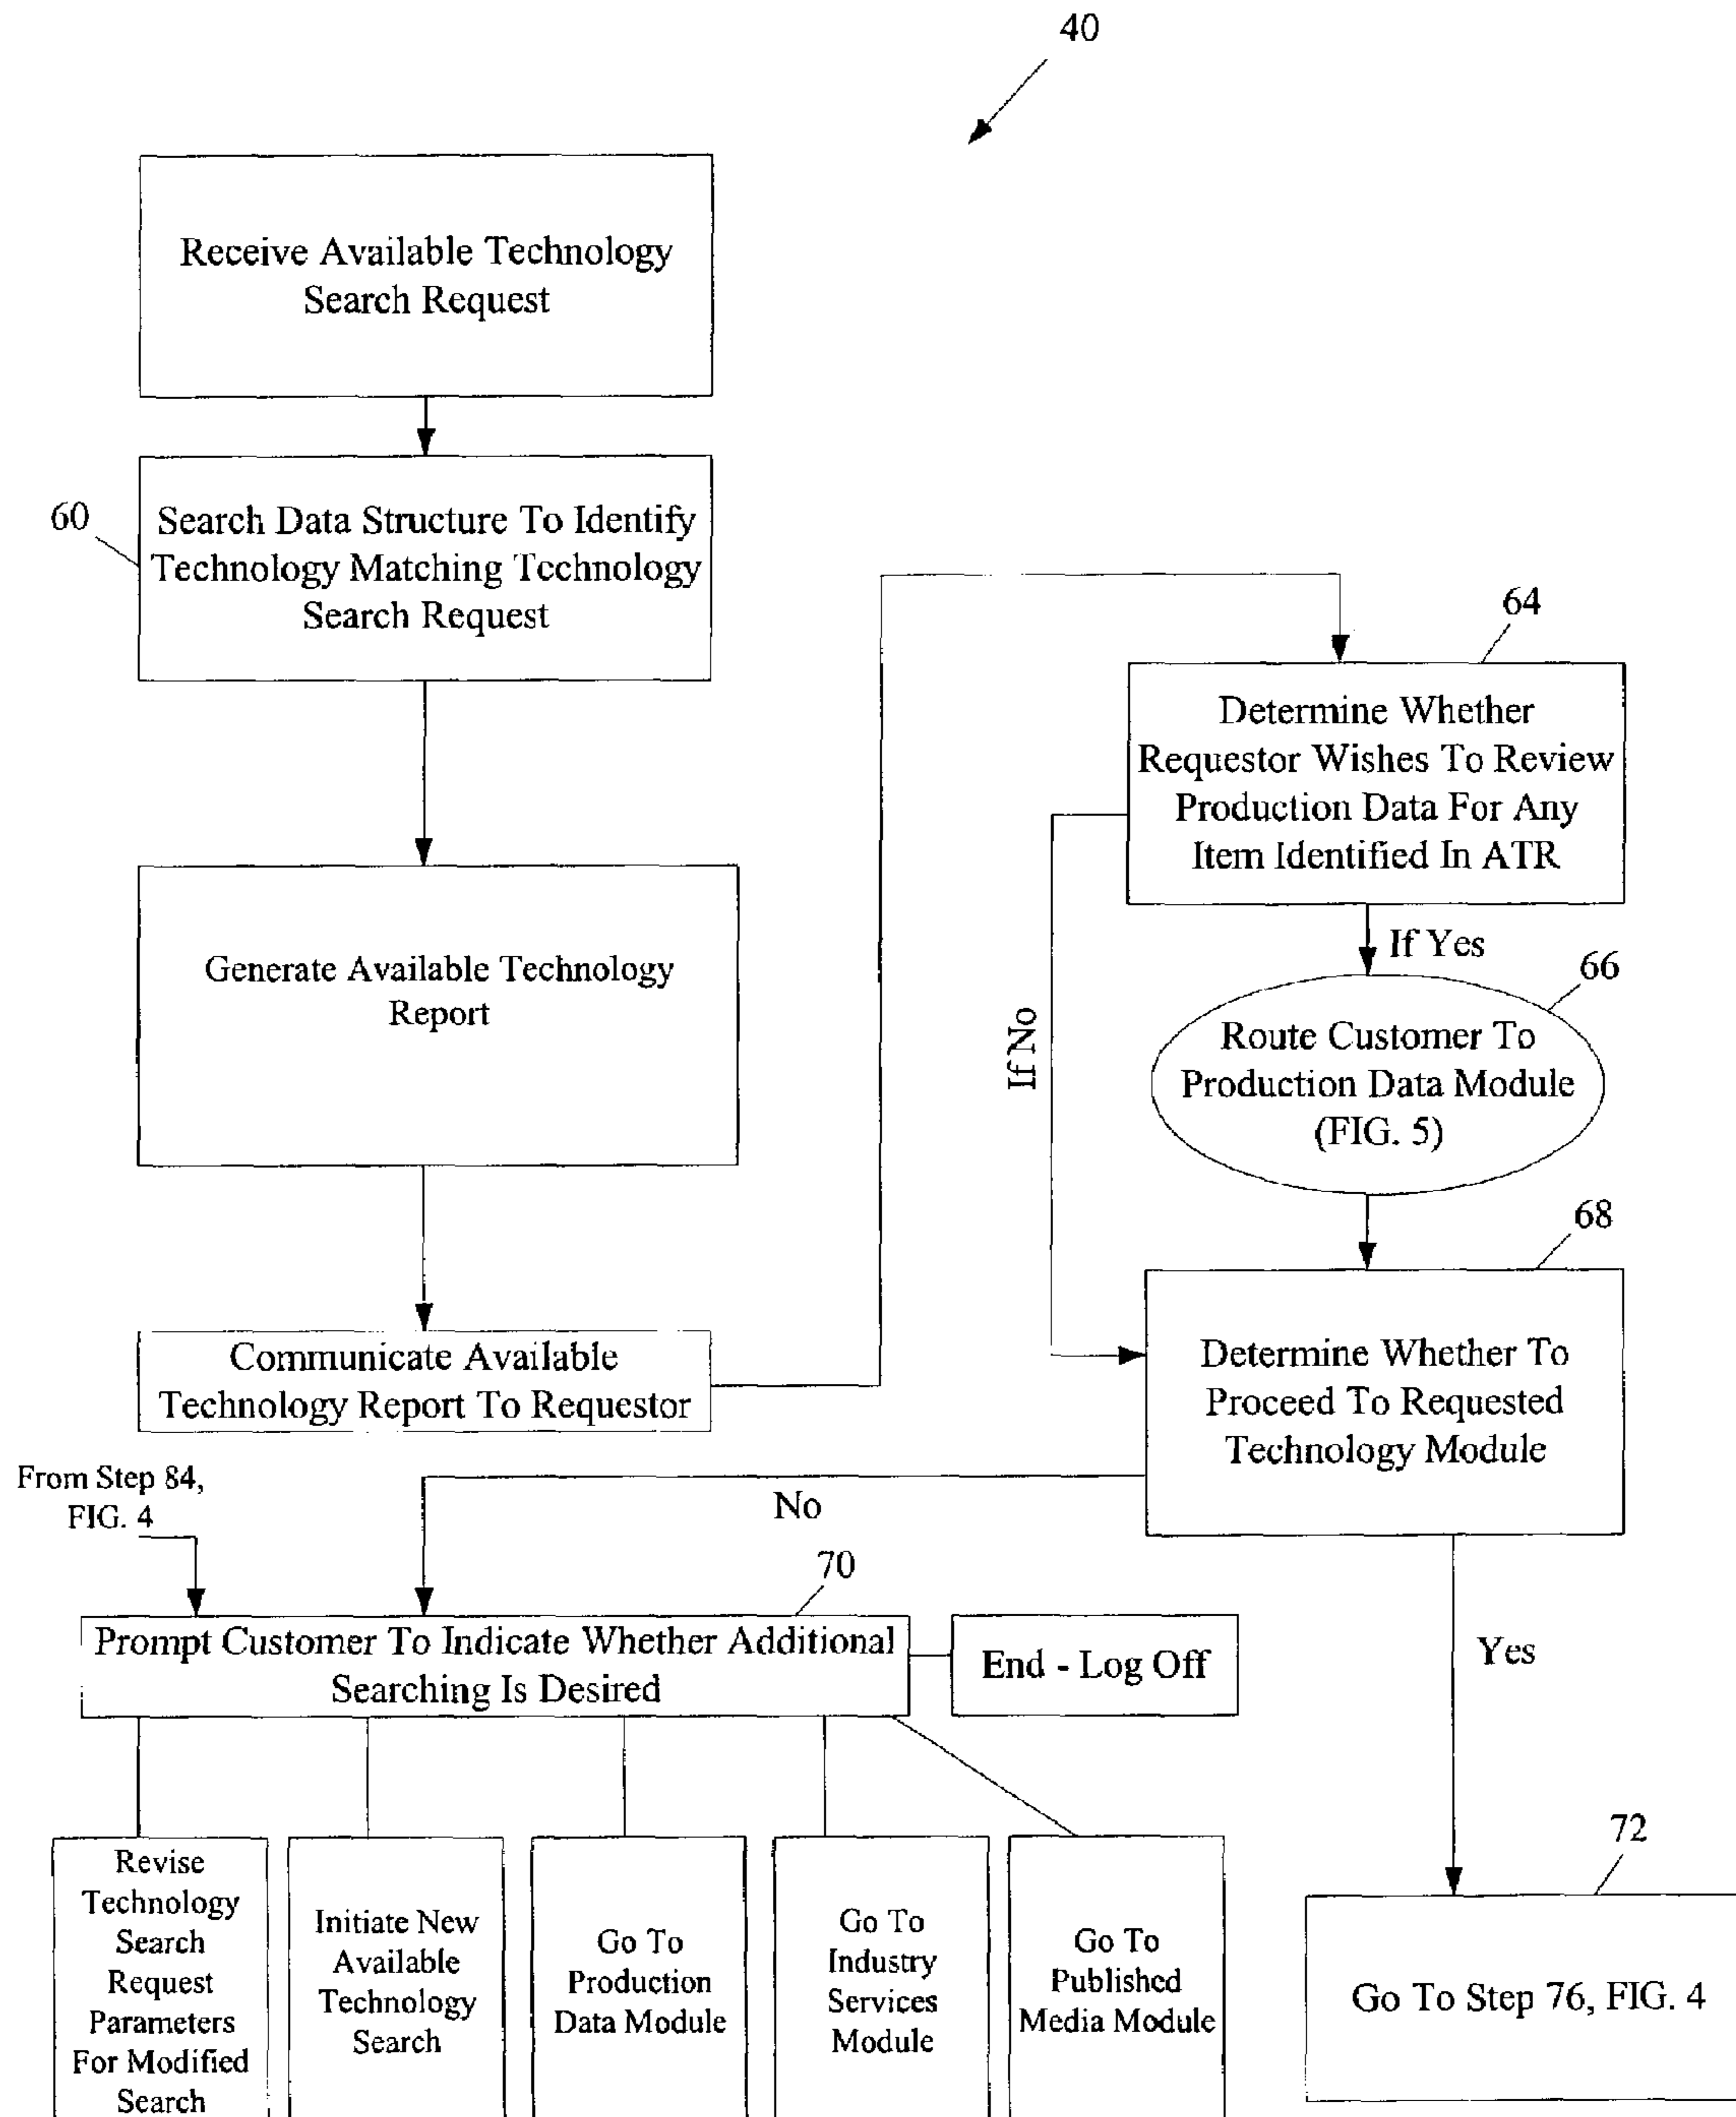 40
Receive Available Technology
Search Request
60
Search Data Structure To Identify
Technology Matching Technology
Search Request
Generate Available Technology
Report
Communicate Available
Technology Report To Requestor
64
Determine Whether
Requestor Wishes To Review
Production Data For Any
Item Identified In ATR
If Yes
If No
66
Route Customer To
Production Data Module
(FIG. 5)
68
Determine Whether To
Proceed To Requested
Technology Module
No
Yes
From Step 84,
FIG. 4
70
Prompt Customer To Indicate Whether Additional
Searching Is Desired
End - Log Off
Revise
Technology
Search
Request
Parameters
For Modified
Search
Initiate New
Available
Technology
Search
Go To
Production
Data Module
Go To
Industry
Services
Module
Go To
Published
Media Module
72
Go To Step 76, FIG. 4